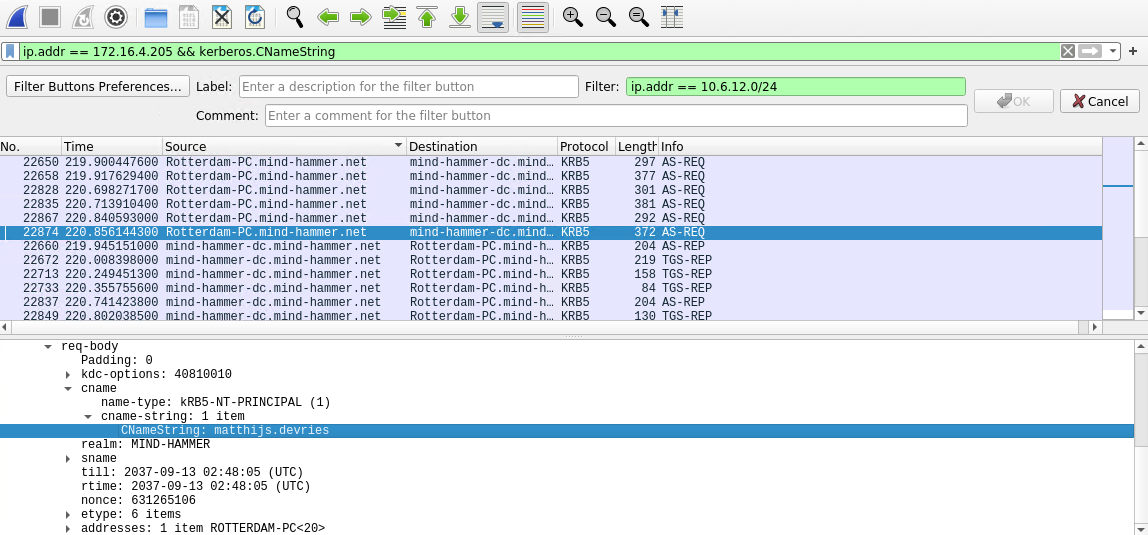 ip.addr == 172.16.4.205 && kerberos.CNameString
Filter Buttons Preferences... Label: Enter a description for the filter button Filter: ip.addr == 10.6.12.0/24 OK Cancel
Comment: Enter a comment for the filter button
No. Time Source Destination Protocol Length Info
22650 219.900447600 Rotterdam-PC.mind-hammer.net mind-hammer-dc.mind… KRB5 297 AS-REQ
22658 219.917629400 Rotterdam-PC.mind-hammer.net mind-hammer-dc.mind… KRB5 377 AS-REQ
22828 220.698271700 Rotterdam-PC.mind-hammer.net mind-hammer-dc.mind… KRB5 301 AS-REQ
22835 220.713910400 Rotterdam-PC.mind-hammer.net mind-hammer-dc.mind… KRB5 381 AS-REQ
22867 220.840593000 Rotterdam-PC.mind-hammer.net mind-hammer-dc.mind… KRB5 292 AS-REQ
22874 220.856144300 Rotterdam-PC.mind-hammer.net mind-hammer-dc.mind… KRB5 372 AS-REQ
22660 219.945151000 mind-hammer-dc.mind-hammer.net Rotterdam-PC.mind-h… KRB5 204 AS-REP
22672 220.008398000 mind-hammer-dc.mind-hammer.net Rotterdam-PC.mind-h… KRB5 219 TGS-REP
22713 220.249451300 mind-hammer-dc.mind-hammer.net Rotterdam-PC.mind-h… KRB5 158 TGS-REP
22733 220.355755600 mind-hammer-dc.mind-hammer.net Rotterdam-PC.mind-h… KRB5 84 TGS-REP
22837 220.741423800 mind-hammer-dc.mind-hammer.net Rotterdam-PC.mind-h… KRB5 204 AS-REP
22849 220.802038500 mind-hammer-dc.mind-hammer.net Rotterdam-PC.mind-h… KRB5 130 TGS-REP
req-body
Padding: 0
kdc-options: 40810010
cname
name-type: kRB5-NT-PRINCIPAL (1)
cname-string: 1 item
CNameString: matthijs.devries
realm: MIND-HAMMER
sname
till: 2037-09-13 02:48:05 (UTC)
rtime: 2037-09-13 02:48:05 (UTC)
nonce: 631265106
etype: 6 items
addresses: 1 item ROTTERDAM-PC<20>